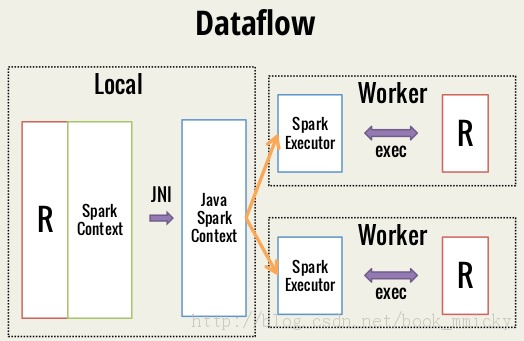 Dataflow
Local
R
Spark
Context
JNI
Java
Spark
Context
Worker
Spark
Executor
exec
R
Worker
Spark
Executor
exec
R
http://blog.csdn.net/book_mmicky